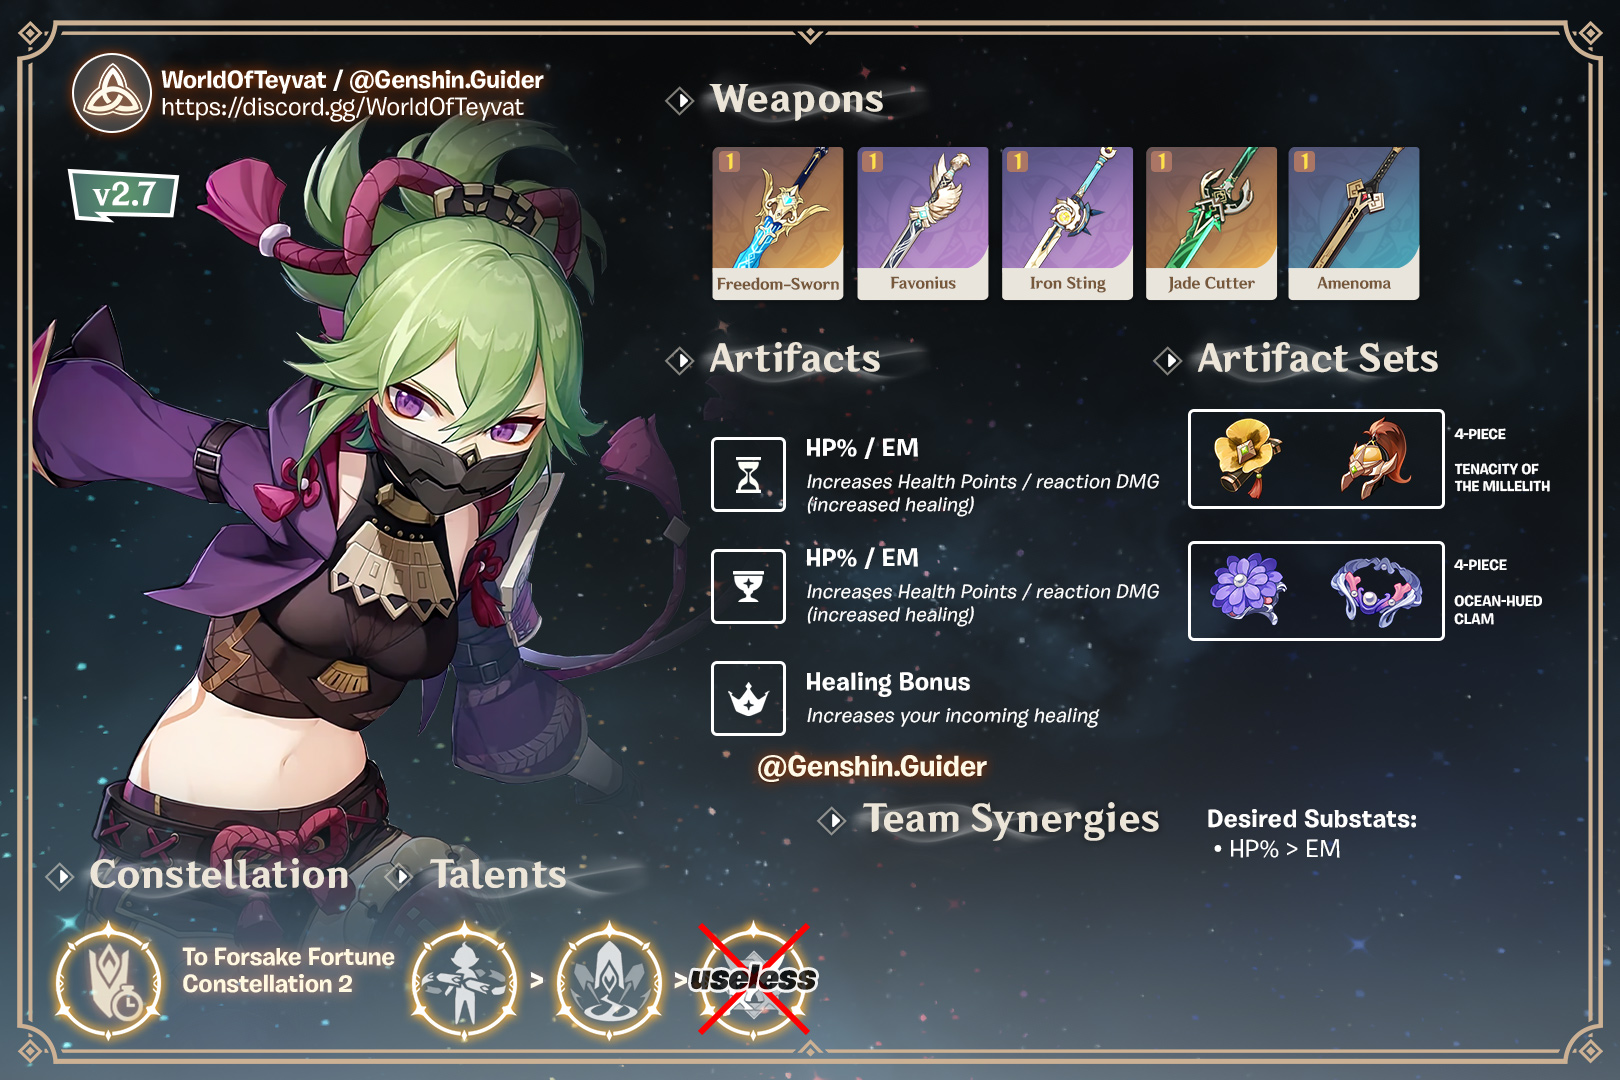 WorldOfTeyvat / @Genshin.Guider
https://discord.gg/WorldOfTeyvat
v2.7
Weapons
1
1
1
1
1
Freedom-Sworn
Favonius
Iron Sting
Jade Cutter
Amenoma
Artifacts
HP% / EM
Increases Health Points / reaction DMG
(increased healing)
HP% / EM
Increases Health Points / reaction DMG
(increased healing)
Healing Bonus
Increases your incoming healing
@Genshin.Guider
Artifact Sets
4-PIECE
TENACITY OF
THE MILLELITH
4-PIECE
OCEAN-HUED
CLAM
Team Synergies
Desired Substats:
• HP% > EM
Constellation
To Forsake Fortune
Constellation 2
Talents
> > useless